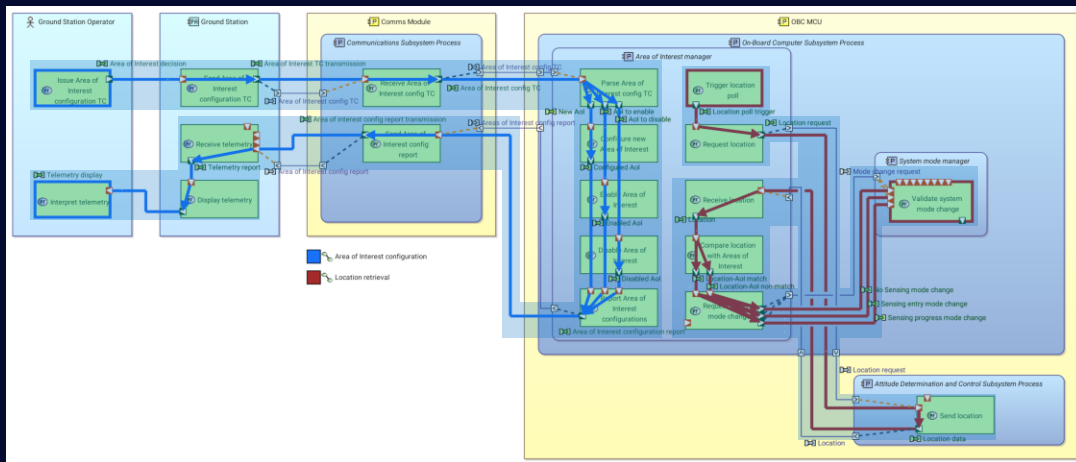 Ground Station Operator
Ground Station
Comms Module
OBC MCU
Communications Subsystem Process
On-Board Computer Subsystem Process
Area of Interest manager
Area of Interest decision
Area of Interest TC transmission
Area of Interest config TC
Issue Area of
Interest
configuration TC
Send Area of
Interest
configuration TC
Area of Interest config TC
Receive Area of
Interest config TC
Area of Interest config TC
Parse Area of
Interest config TC
Trigger location
poll
New AoI
AoI to enable
AoI to disable
Location poll trigger
Location request
Area of Interest config report transmission
Areas of Interest config report
Receive telemetry
Send Area of
Interest config report
Configure new
Area of Interest
Request location
System mode manager
Telemetry report
Area of Interest config report
Configured AoI
Mode change request
Telemetry display
Interpret telemetry
Display telemetry
Enable Area of
Interest
Receive location
Validate system
mode change
Enabled AoI
Location
Disable Area of
Interest
Compare location
with Areas of
Interest
Area of Interest configuration
Location retrieval
Disabled AoI
Location-AoI match
Location-AoI non match
No Sensing mode change
Report Area of
Interest
configurations
mode change
Sensing entry mode change
Sensing progress mode change
Area of Interest configuration report
Location request
Attitude Determination and Control Subsystem Process
Send location
Location
Location data